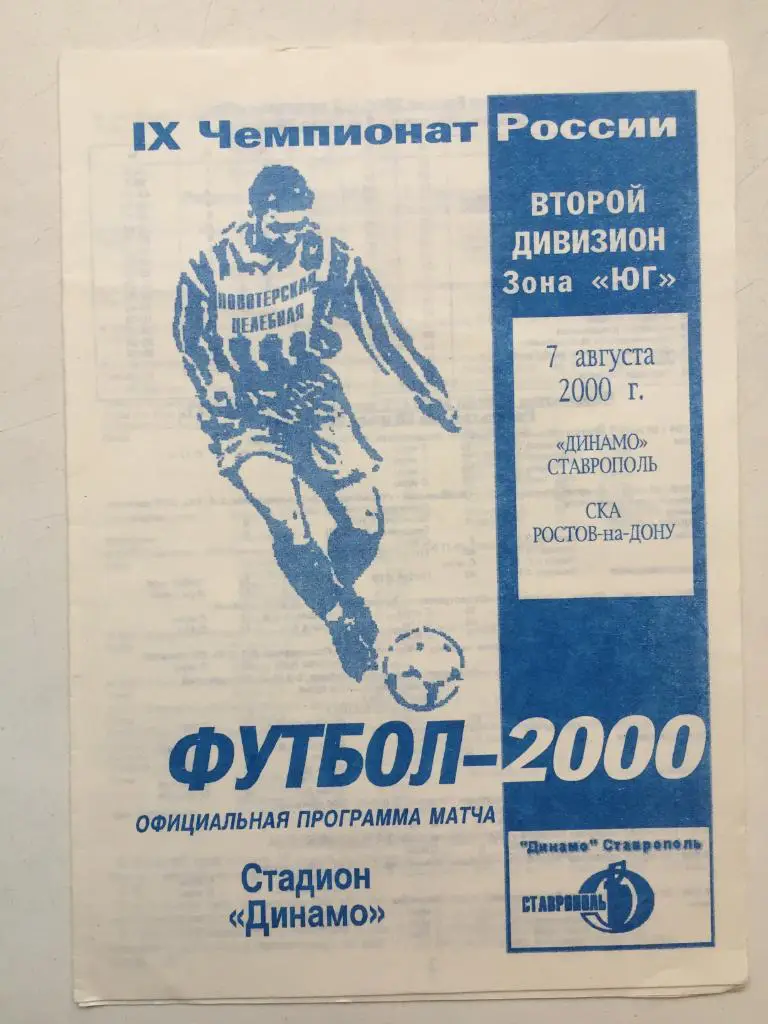 IX Чемпионат России
ВТОРОЙ
ДИВИЗИОН
Зона «ЮГ»
НОВОТЕРСКАЯ
ЦЕЛЕБНАЯ
7 августа
2000 г.
«ДИНАМО»
СТАВРОПОЛЬ
СКА
РОСТОВ-на-ДОНУ
ФУТБОЛ-2000
ОФИЦИАЛЬНАЯ ПРОГРАММА МАТЧА
Стадион
«Динамо»
"Динамо" Ставрополь
СТАВРОПОЛЬ